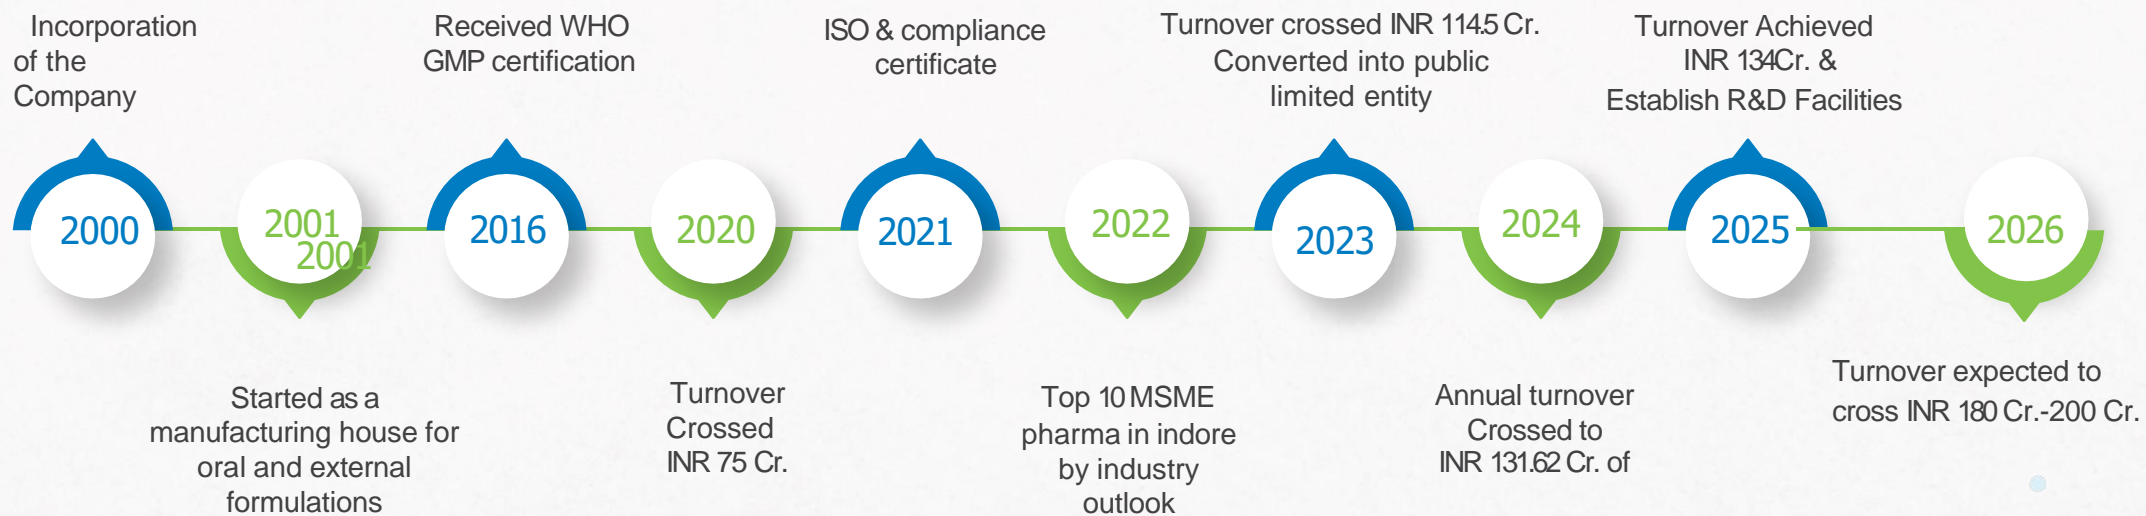 Incorporation
of the
Company
Received WHO
GMP certification
ISO & compliance
certificate
Turnover crossed INR 114.5 Cr.
Converted into public
limited entity
Turnover Achieved
INR 134Cr. &
Establish R&D Facilities
2000
2001
2001
2016
2020
2021
2022
2023
2024
2025
2026
Started as a
manufacturing house for
oral and external
formulations
Turnover
Crossed
INR 75 Cr.
Top 10 MSME
pharma in indore
by industry
outlook
Annual turnover
Crossed to
INR 131.62 Cr. of
Turnover expected to
cross INR 180 Cr.-200 Cr.